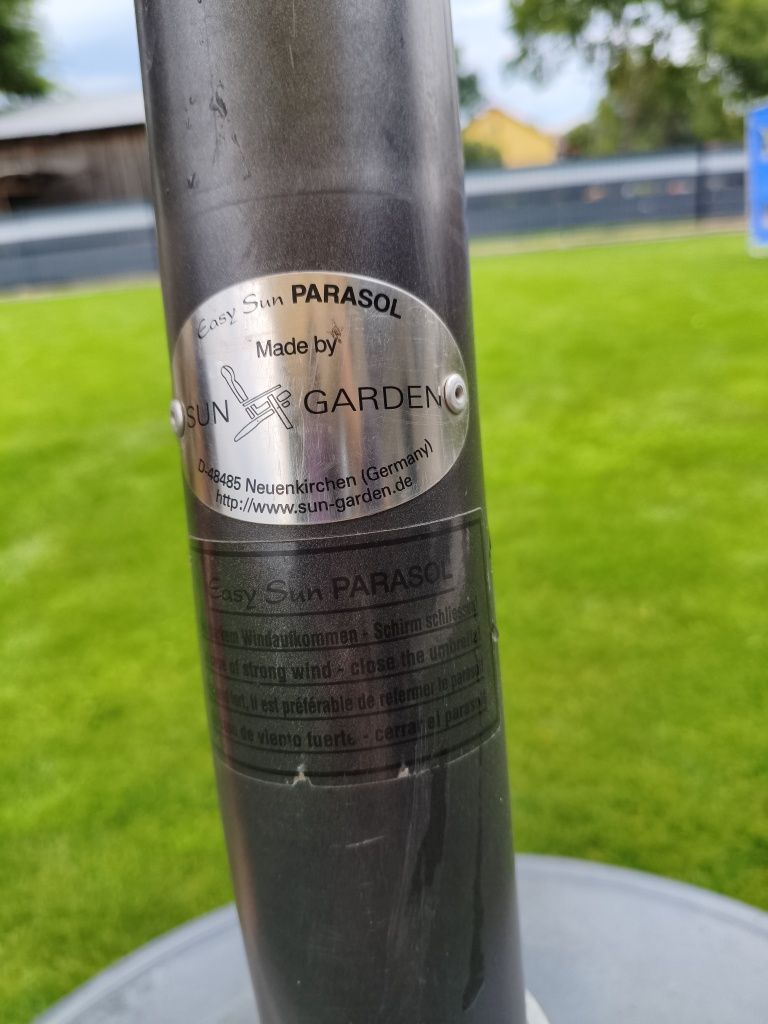 Easy Sun PARASOL
Made by
SUN GARDEN
D-48485 Neuenkirchen (Germany)
http://www.sun-garden.de
Easy Sun PARASOL
Windaufkommen - Schirm schliessen
of strong wind - close the umbrella
fort, il est préférable de refermer le parasol
de viento fuerte - cerrar el parasol